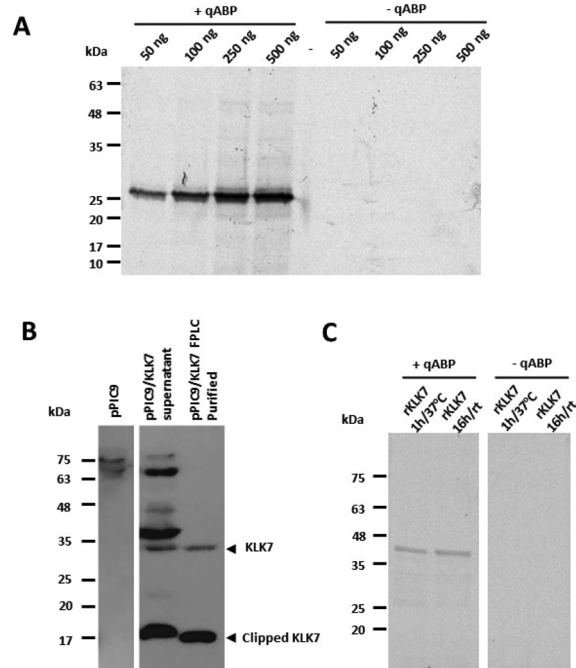 A
+ qABP
- qABP
kDa
50 ng
100 ng
250 ng
500 ng
-
50 ng
100 ng
250 ng
500 ng
63
48
35
25
20
17
10
B
kDa
pPIC9
pPIC9/KLK7
supernatant
pPIC9/KLK7 FPLC
Purified
75
63
48
35
25
20
17
KLK7
Clipped KLK7
C
+ qABP
- qABP
kDa
rKLK7
1h/37ºC
rKLK7
16h/rt
rKLK7
1h/37ºC
rKLK7
16h/rt
75
63
48
35
25
20